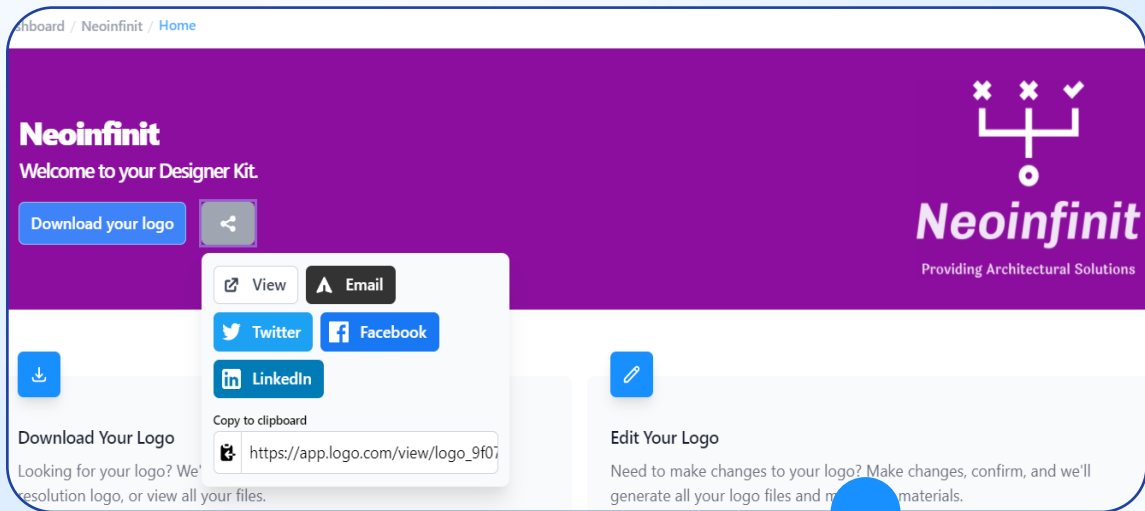 shboard / Neoinfinit / Home
Neoinfinit
Welcome to your Designer Kit.
Download your logo
Neoinfinit
Providing Architectural Solutions
View
Email
Twitter
Facebook
LinkedIn
Copy to clipboard
https://app.logo.com/view/logo_9f07
Download Your Logo
Looking for your logo? We'
resolution logo, or view all your files.
Edit Your Logo
Need to make changes to your logo? Make changes, confirm, and we'll
generate all your logo files and m materials.